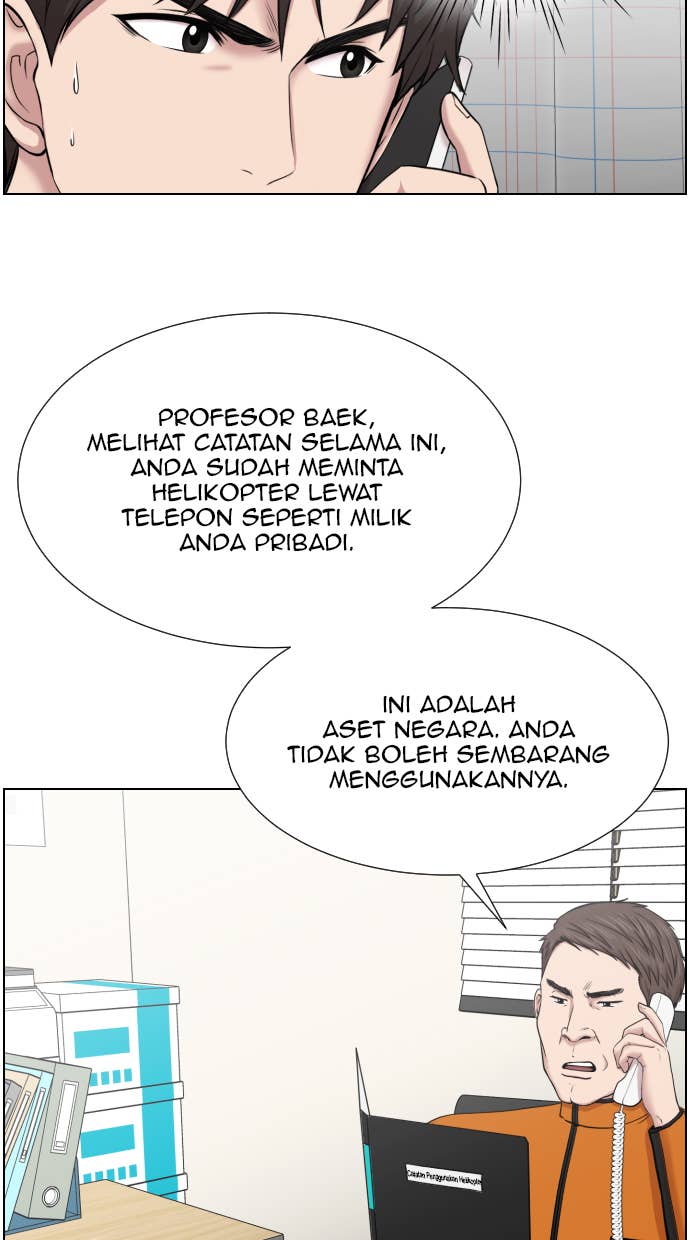 PROFESOR BAEK,
MELIHAT CATATAN SELAMA INI,
ANDA SUDAH MEMINTA
HELIKOPTER LEWAT
TELEPON SEPERTI MILIK
ANDA PRIBADI.
INI ADALAH
ASET NEGARA. ANDA
TIDAK BOLEH SEMBARANG
MENGGUNAKANNYA.
Catatan Penggunaan Helikopter